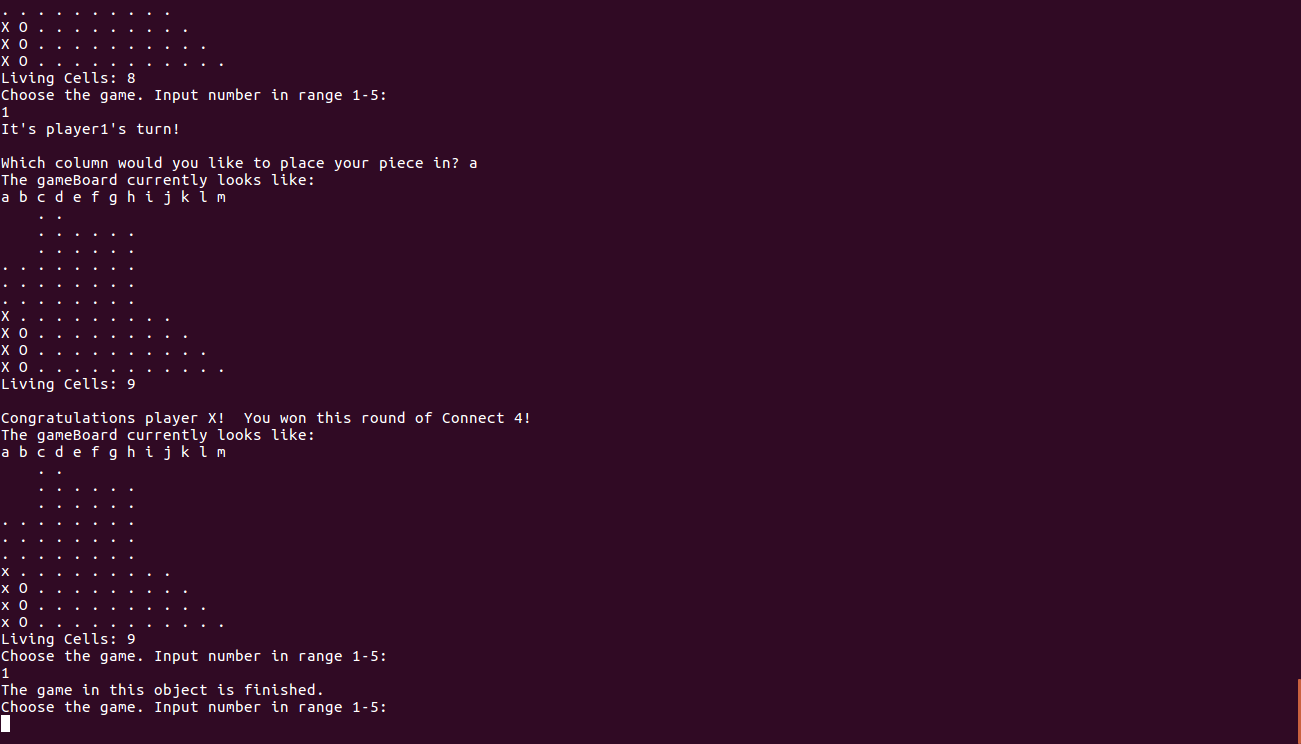 . . . . . . . . . .
X O . . . . . . . . .
X O . . . . . . . . . .
X O . . . . . . . . . . .
Living Cells: 8
Choose the game. Input number in range 1-5:
1
It's player1's turn!

Which column would you like to place your piece in? a
The gameBoard currently looks like:
a b c d e f g h i j k l m
    . .
    . . . . . .
    . . . . . .
. . . . . . . .
. . . . . . . .
. . . . . . . .
X . . . . . . . . .
X O . . . . . . . . .
X O . . . . . . . . . .
X O . . . . . . . . . . .
Living Cells: 9

Congratulations player X!  You won this round of Connect 4!
The gameBoard currently looks like:
a b c d e f g h i j k l m
    . .
    . . . . . .
    . . . . . .
. . . . . . . .
. . . . . . . .
. . . . . . . .
x . . . . . . . . .
x O . . . . . . . . .
x O . . . . . . . . . .
x O . . . . . . . . . . .
Living Cells: 9
Choose the game. Input number in range 1-5:
1
The game in this object is finished.
Choose the game. Input number in range 1-5: